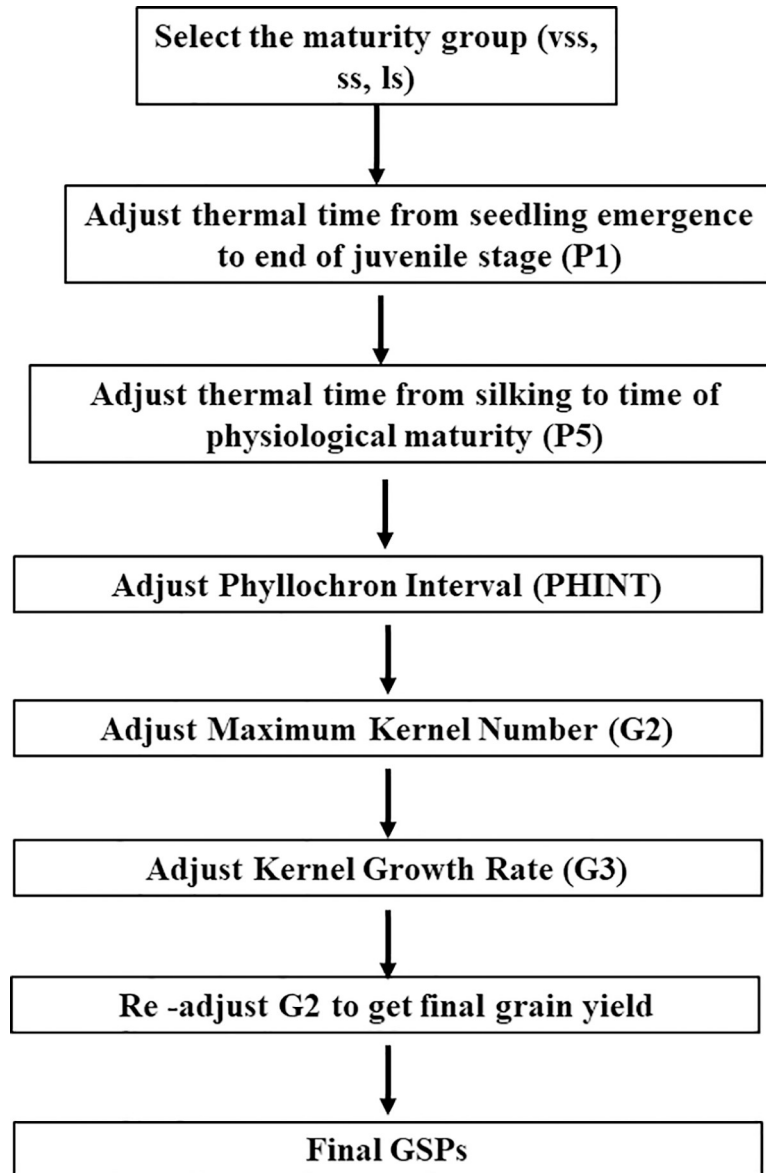 Select the maturity group (vss,
ss, ls)
Adjust thermal time from seedling emergence
to end of juvenile stage (P1)
Adjust thermal time from silking to time of
physiological maturity (P5)
Adjust Phyllochron Interval (PHINT)
Adjust Maximum Kernel Number (G2)
Adjust Kernel Growth Rate (G3)
Re -adjust G2 to get final grain yield
Final GSPs